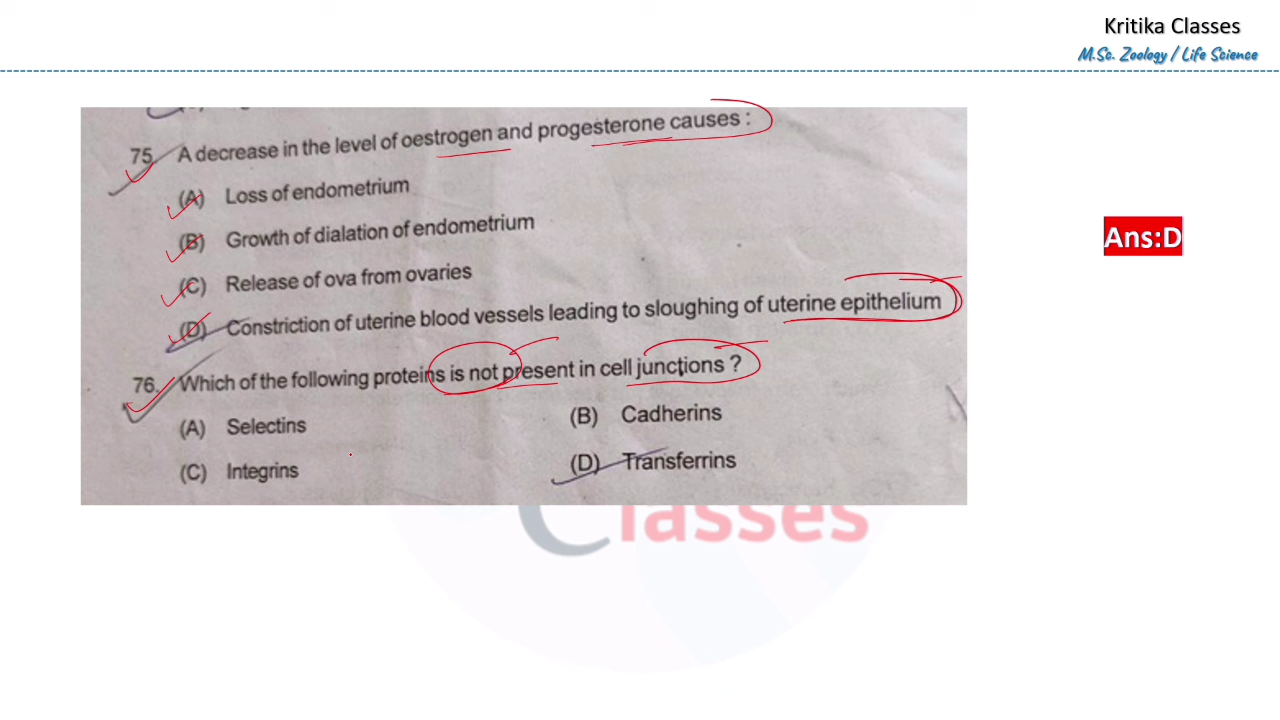 Kritika Classes
M.Sc. Zoology / Life Science
75. A decrease in the level of oestrogen and progesterone causes :
(A) Loss of endometrium
(B) Growth of dialation of endometrium
(C) Release of ova from ovaries
(D) Constriction of uterine blood vessels leading to sloughing of uterine epithelium
Ans:D
76. Which of the following proteins is not present in cell junctions ?
(A) Selectins (B) Cadherins
(C) Integrins (D) Transferrins
Classes